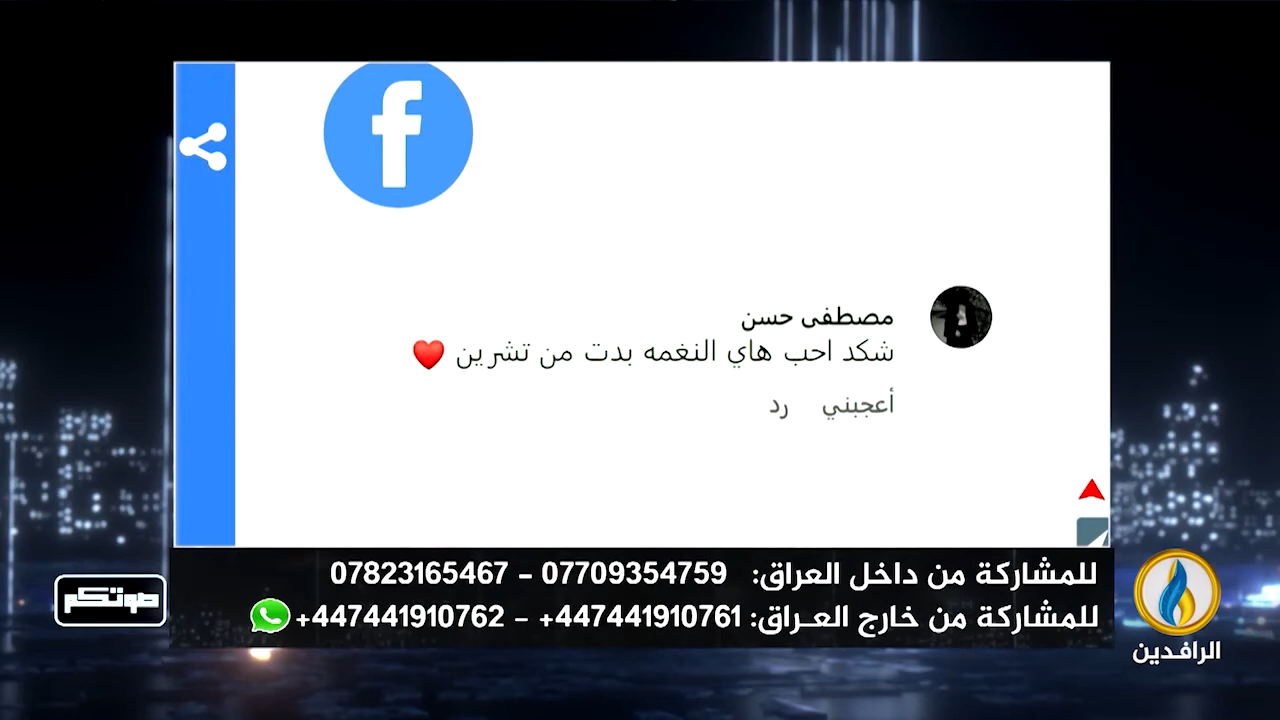 f
مصطفى حسن
شكد احب هاي النغمه بدت من تشرين ❤️
أعجبني رد
للمشاركة من داخل العراق: 07709354759 - 07823165467
للمشاركة من خارج العـراق: 447441910761+ - 447441910762+
صوتكم
الرافدين